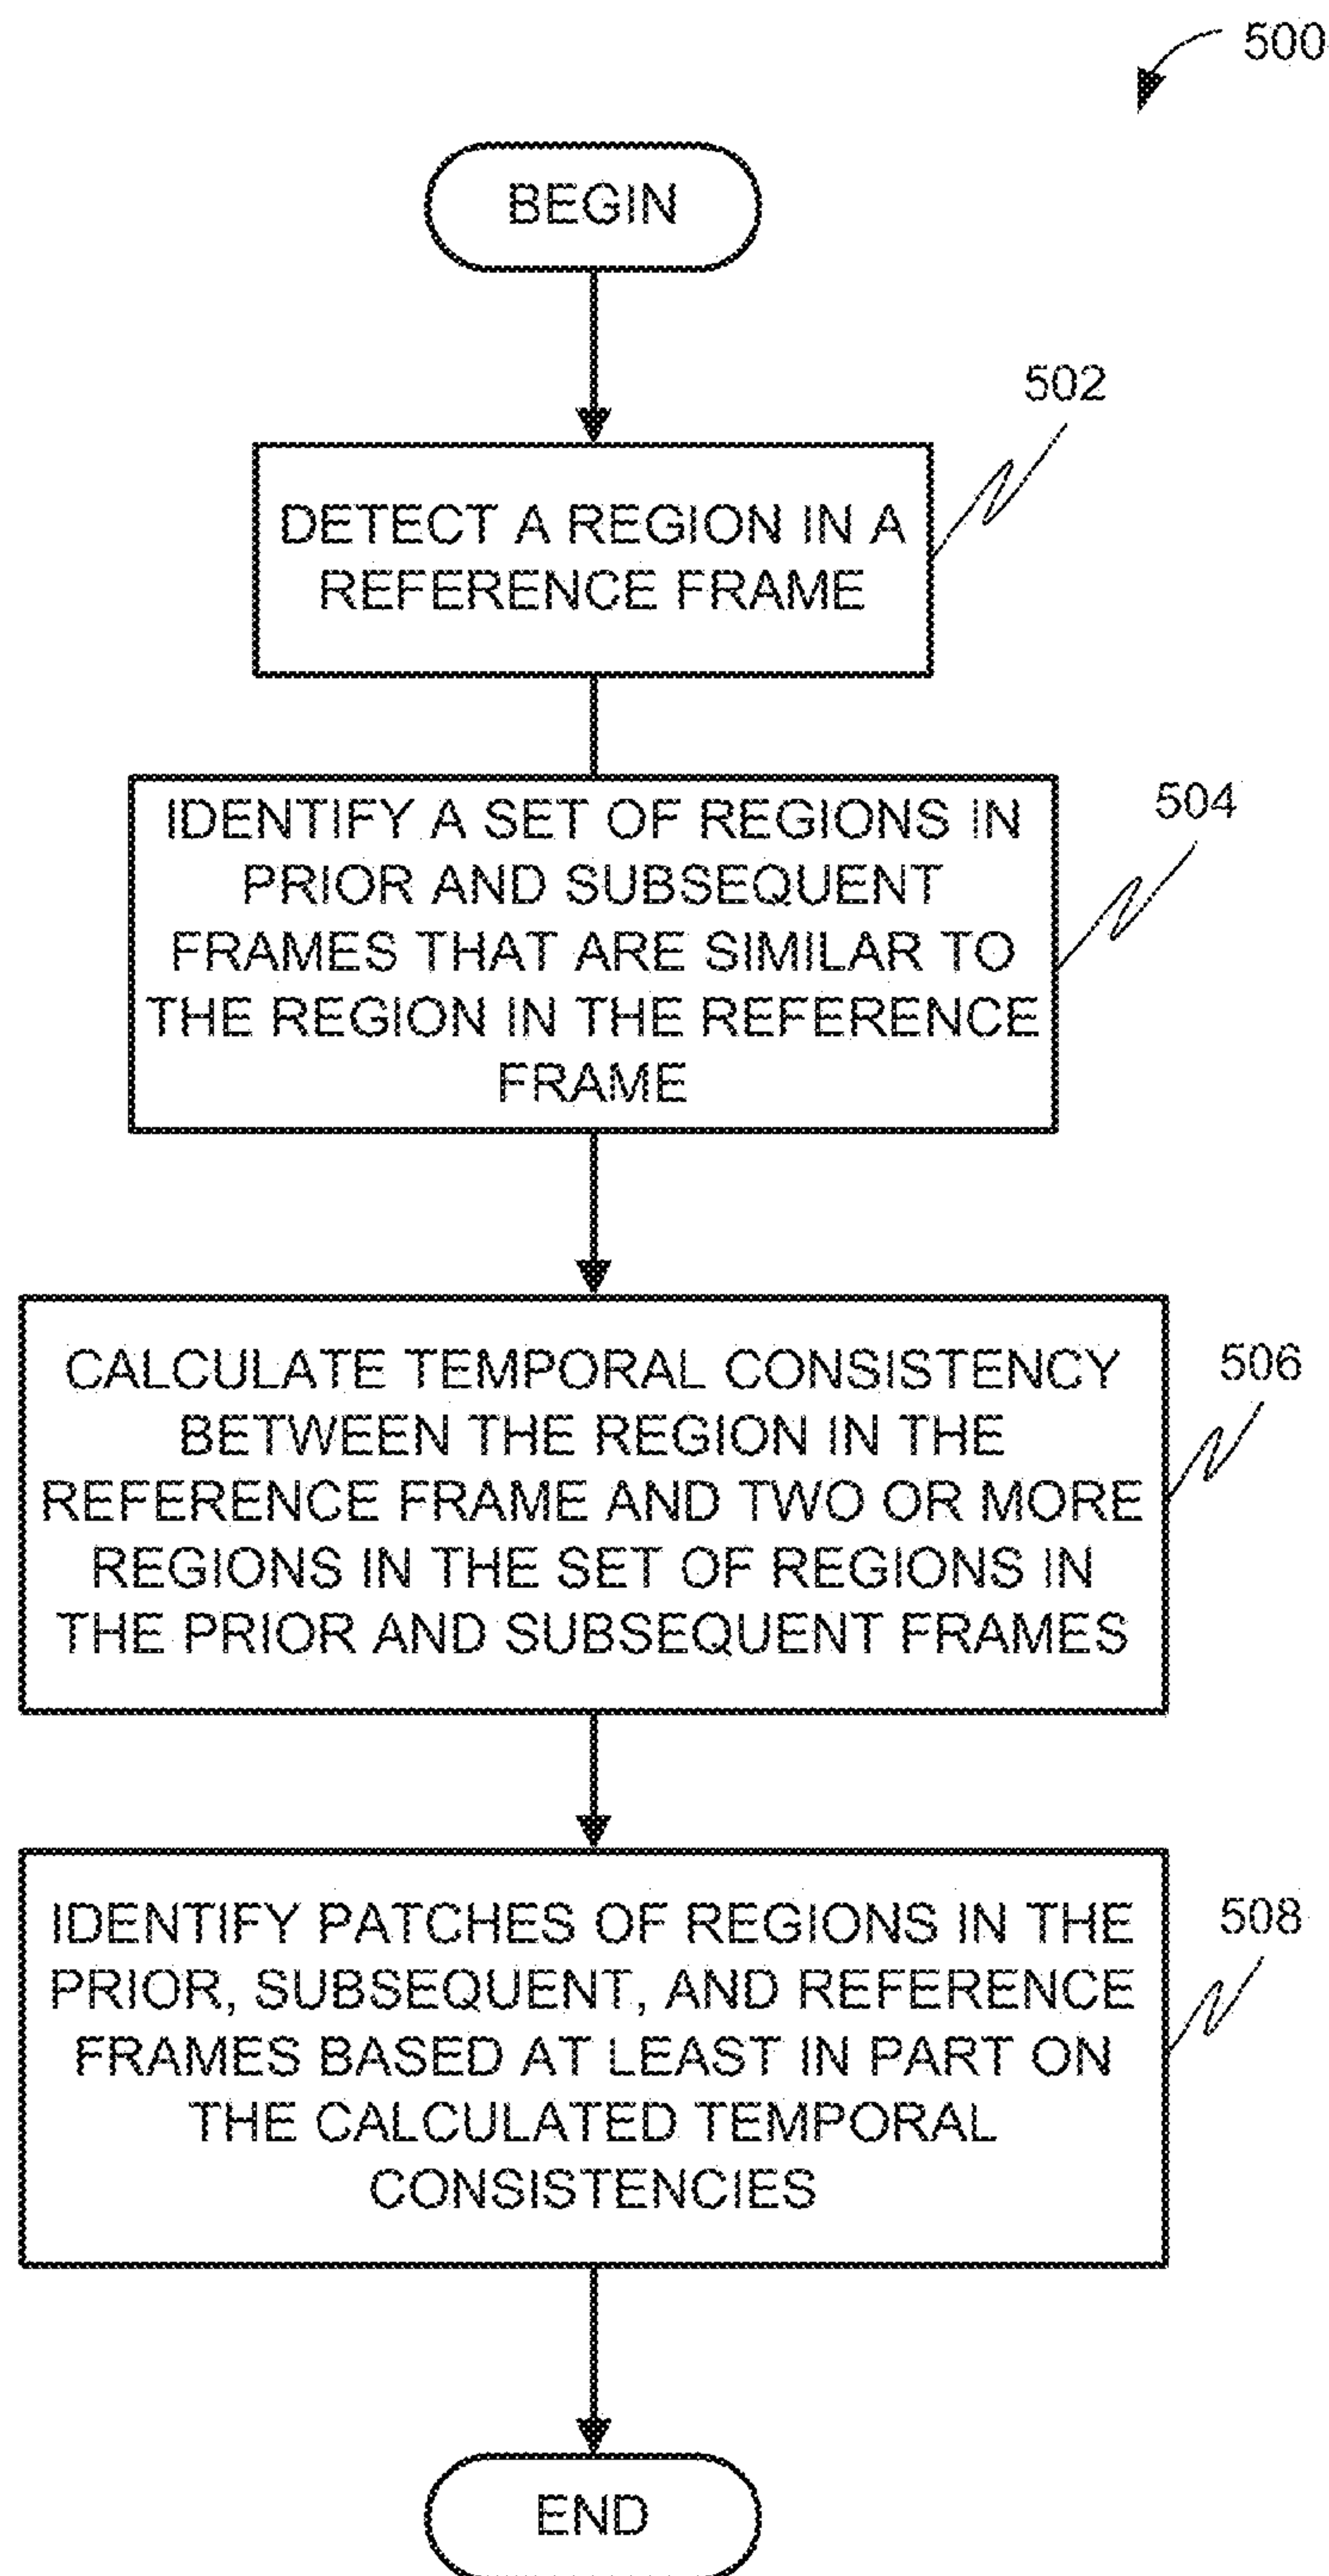 500
BEGIN
502
DETECT A REGION IN A
REFERENCE FRAME
504
IDENTIFY A SET OF REGIONS IN
PRIOR AND SUBSEQUENT
FRAMES THAT ARE SIMILAR TO
THE REGION IN THE REFERENCE
FRAME
506
CALCULATE TEMPORAL CONSISTENCY
BETWEEN THE REGION IN THE
REFERENCE FRAME AND TWO OR MORE
REGIONS IN THE SET OF REGIONS IN
THE PRIOR AND SUBSEQUENT FRAMES
508
IDENTIFY PATCHES OF REGIONS IN THE
PRIOR, SUBSEQUENT, AND REFERENCE
FRAMES BASED AT LEAST IN PART ON
THE CALCULATED TEMPORAL
CONSISTENCIES
END